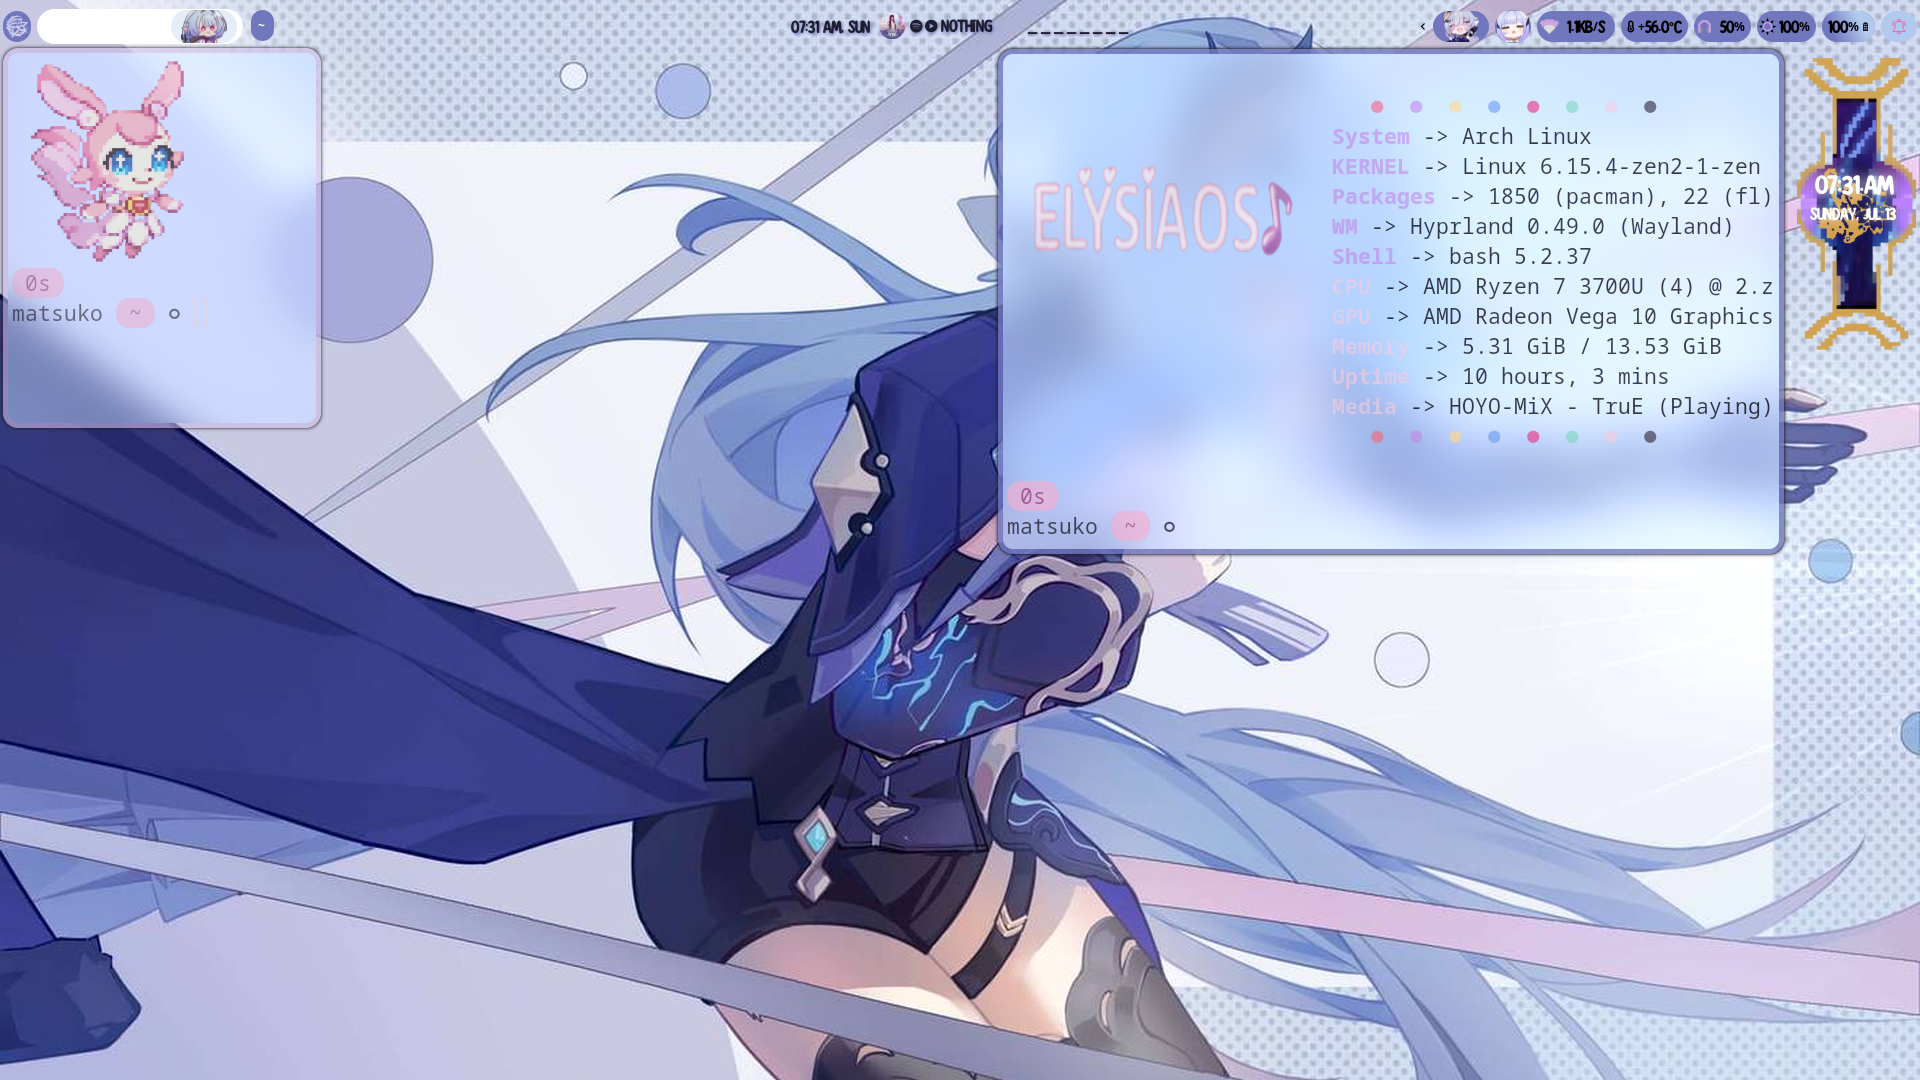 ~
07:31 AM. SUN
NOTHING
<
1.1KB/S
+56.0°C
50%
100%
100%
0s
matsuko ~
ELYSIAOS
System -> Arch Linux
KERNEL -> Linux 6.15.4-zen2-1-zen
Packages -> 1850 (pacman), 22 (fl)
WM -> Hyprland 0.49.0 (Wayland)
Shell -> bash 5.2.37
CPU -> AMD Ryzen 7 3700U (4) @ 2.z
GPU -> AMD Radeon Vega 10 Graphics
Memory -> 5.31 GiB / 13.53 GiB
Uptime -> 10 hours, 3 mins
Media -> HOYO-MiX - TruE (Playing)
0s
matsuko ~
07:31 AM
SUNDAY, JUL 13